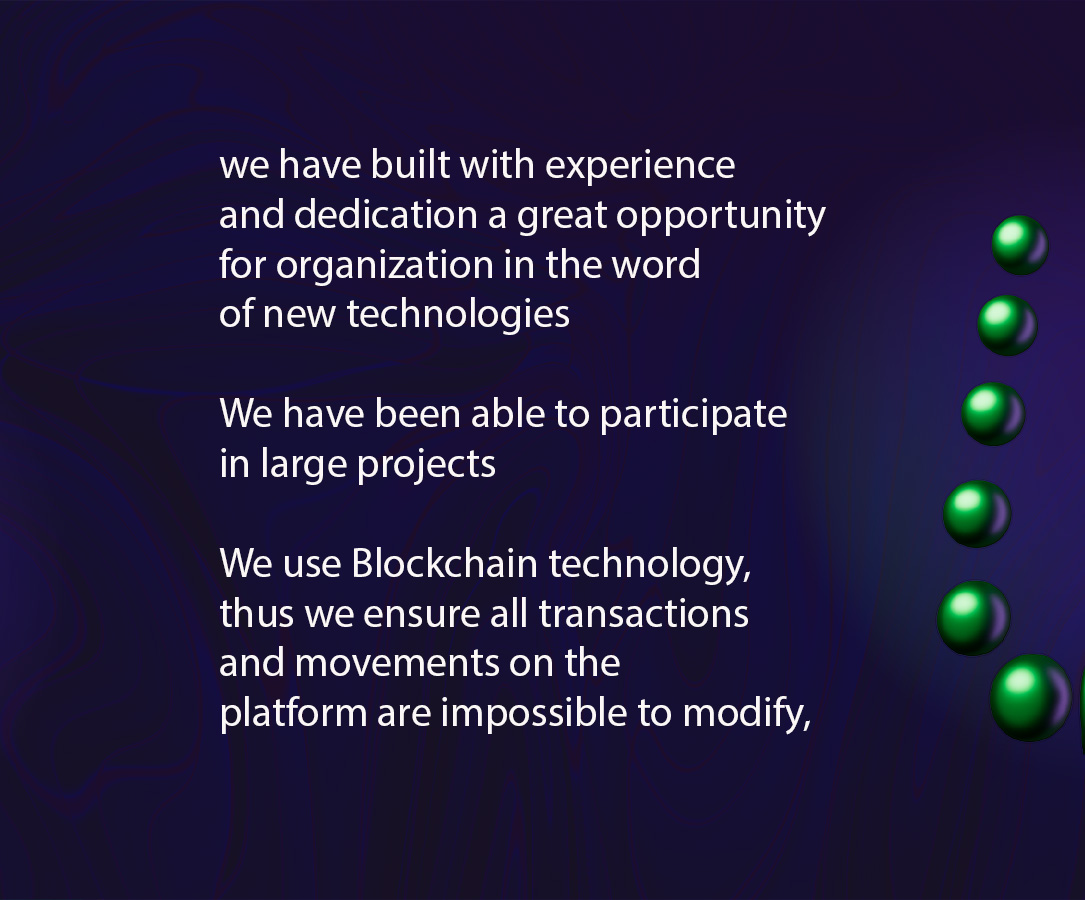 we have built with experience
and dedication a great opportunity
for organization in the word
of new technologies
We have been able to participate
in large projects
We use Blockchain technology,
thus we ensure all transactions
and movements on the
platform are impossible to modify,